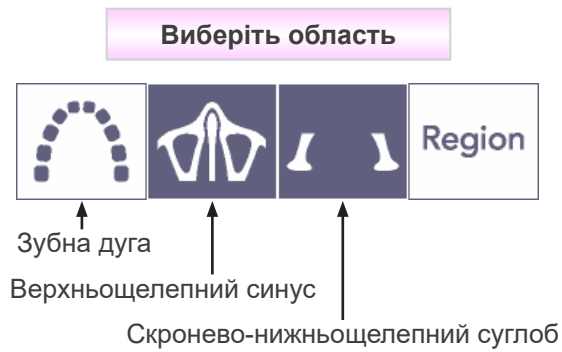 Виберіть область
Region
Зубна дуга
Верхньощелепний синус
Скронево-нижньощелепний суглоб